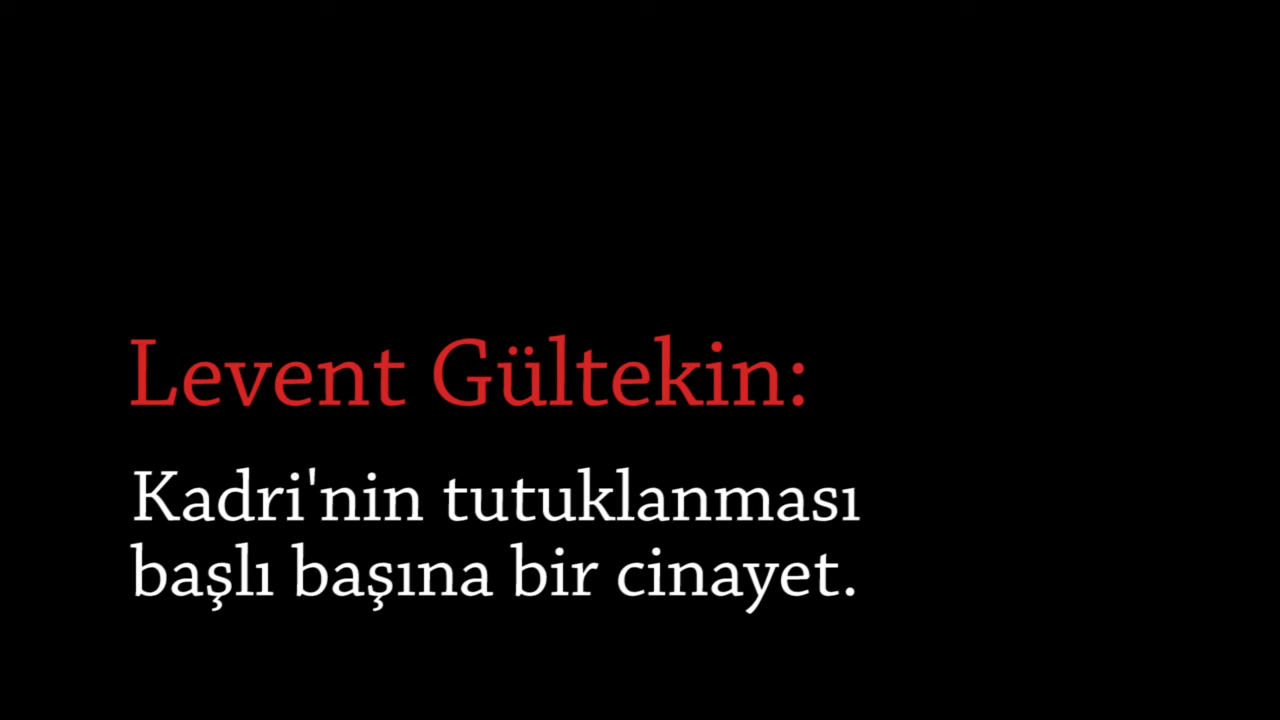 Levent Gültekin:
Kadri'nin tutuklanması
başlı başına bir cinayet.